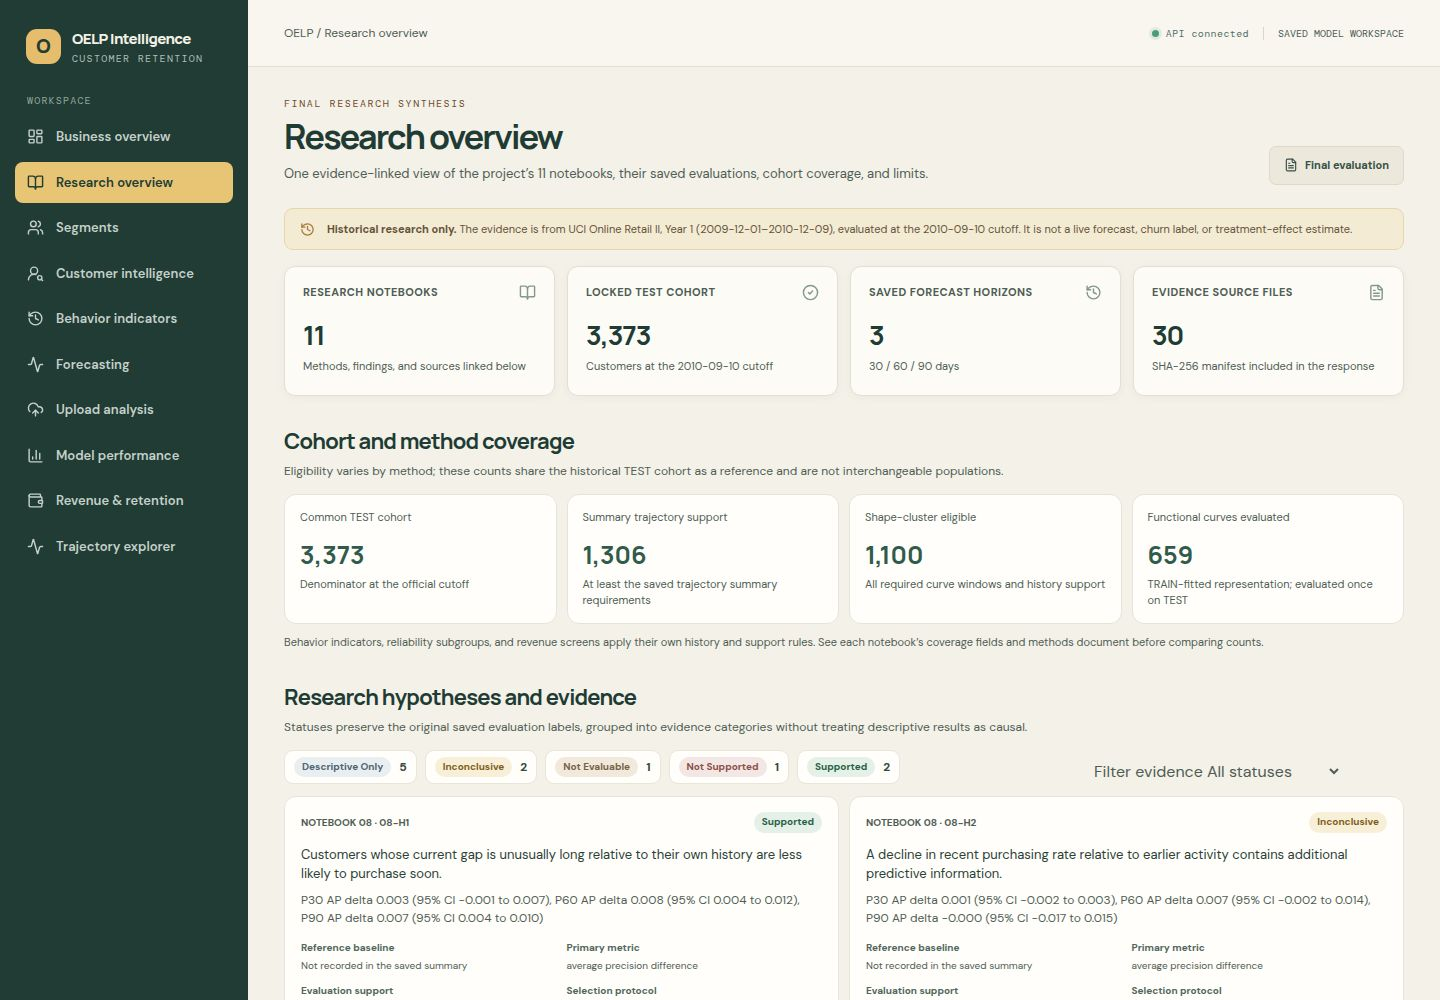 O
OELP Intelligence
CUSTOMER RETENTION
WORKSPACE
Business overview
Research overview
Segments
Customer intelligence
Behavior indicators
Forecasting
Upload analysis
Model performance
Revenue & retention
Trajectory explorer
OELP / Research overview
API connected
SAVED MODEL WORKSPACE
FINAL RESEARCH SYNTHESIS
Research overview
One evidence-linked view of the project's 11 notebooks, their saved evaluations, cohort coverage, and limits.
Final evaluation
Historical research only. The evidence is from UCI Online Retail II, Year 1 (2009-12-01–2010-12-09), evaluated at the 2010-09-10 cutoff. It is not a live forecast, churn label, or treatment-effect estimate.
RESEARCH NOTEBOOKS
11
Methods, findings, and sources linked below
LOCKED TEST COHORT
3,373
Customers at the 2010-09-10 cutoff
SAVED FORECAST HORIZONS
3
30 / 60 / 90 days
EVIDENCE SOURCE FILES
30
SHA-256 manifest included in the response
Cohort and method coverage
Eligibility varies by method; these counts share the historical TEST cohort as a reference and are not interchangeable populations.
Common TEST cohort
3,373
Denominator at the official cutoff
Summary trajectory support
1,306
At least the saved trajectory summary
requirements
Shape-cluster eligible
1,100
All required curve windows and history support
Functional curves evaluated
659
TRAIN-fitted representation; evaluated once
on TEST
Behavior indicators, reliability subgroups, and revenue screens apply their own history and support rules. See each notebook's coverage fields and methods document before comparing counts.
Research hypotheses and evidence
Statuses preserve the original saved evaluation labels, grouped into evidence categories without treating descriptive results as causal.
Descriptive Only 5
Inconclusive 2
Not Evaluable 1
Not Supported 1
Supported 2
Filter evidence All statuses
NOTEBOOK 08 · 08-H1
Supported
Customers whose current gap is unusually long relative to their own history are less
likely to purchase soon.
P30 AP delta 0.003 (95% CI -0.001 to 0.007), P60 AP delta 0.008 (95% CI 0.004 to 0.012),
P90 AP delta 0.007 (95% CI 0.004 to 0.010)
Reference baseline
Not recorded in the saved summary
Primary metric
average precision difference
Evaluation support
Selection protocol
NOTEBOOK 08 · 08-H2
Inconclusive
A decline in recent purchasing rate relative to earlier activity contains additional
predictive information.
P30 AP delta 0.001 (95% CI -0.002 to 0.003), P60 AP delta 0.007 (95% CI -0.002 to 0.014),
P90 AP delta -0.000 (95% CI -0.017 to 0.015)
Reference baseline
Not recorded in the saved summary
Primary metric
average precision difference
Evaluation support
Selection protocol